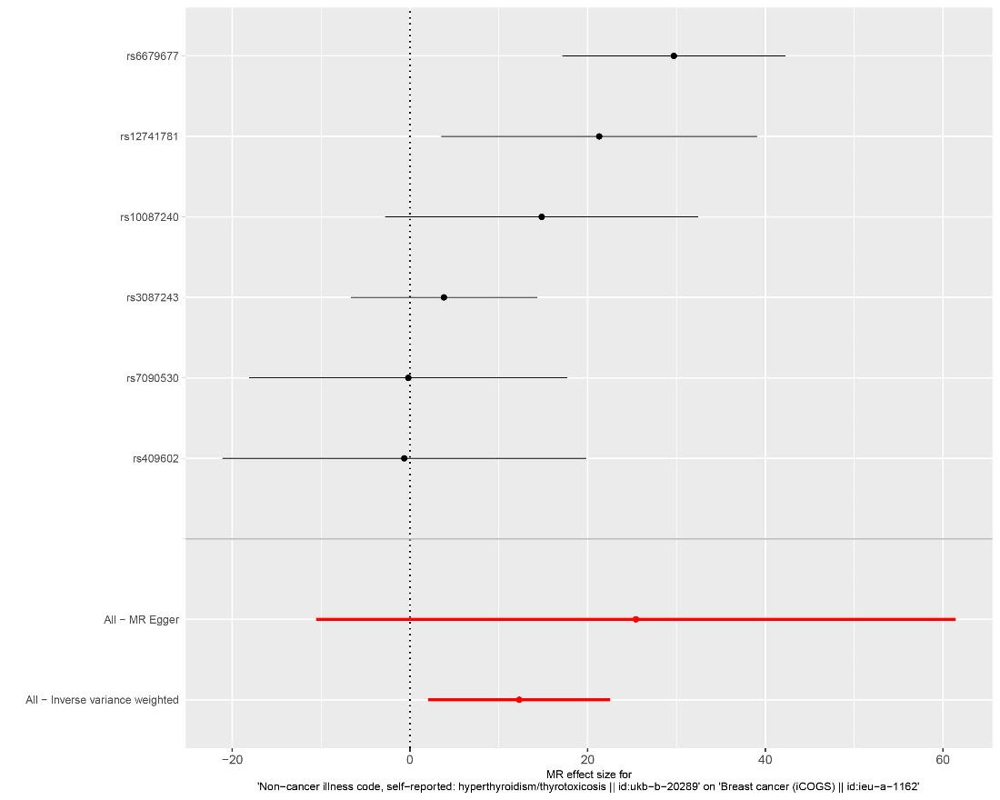 rs6679677
rs12741781
rs10087240
rs3087243
rs7090530
rs409602
All − MR Egger
All − Inverse variance weighted
−20 0 20 40 60
MR effect size for
'Non−cancer illness code, self−reported: hyperthyroidism/thyrotoxicosis || id:ukb−b−20289' on 'Breast cancer (iCOGS) || id:ieu−a−1162'